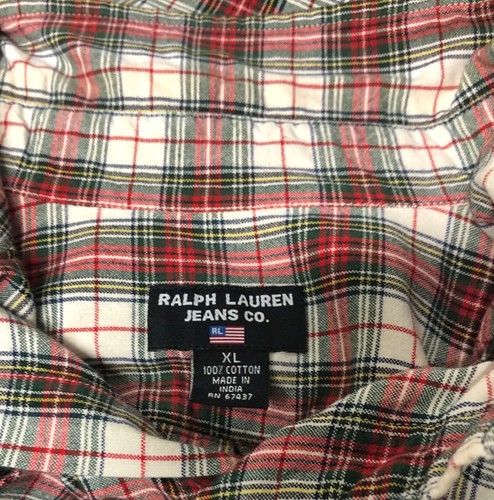 RALPH LAUREN
JEANS CO.
RL
XL
100% COTTON
MADE IN
INDIA
RN 67437